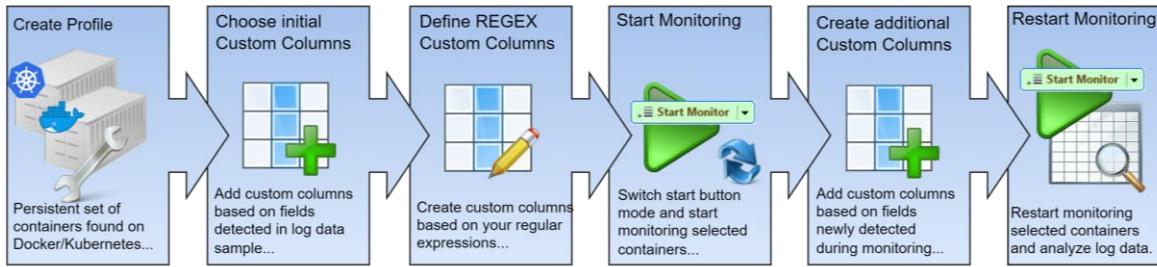 Create Profile
Persistent set of
containers found on
Docker/Kubernetes...
Choose initial
Custom Columns
Add custom columns
based on fields
detected in log data
sample...
Define REGEX
Custom Columns
Create custom columns
based on your regular
expressions...
Start Monitoring
Start Monitor
Switch start button
mode and start
monitoring selected
containers...
Create additional
Custom Columns
Add custom columns
based on fields
newly detected
during monitoring...
Restart Monitoring
Start Monitor
Restart monitoring
selected containers
and analyze log data.